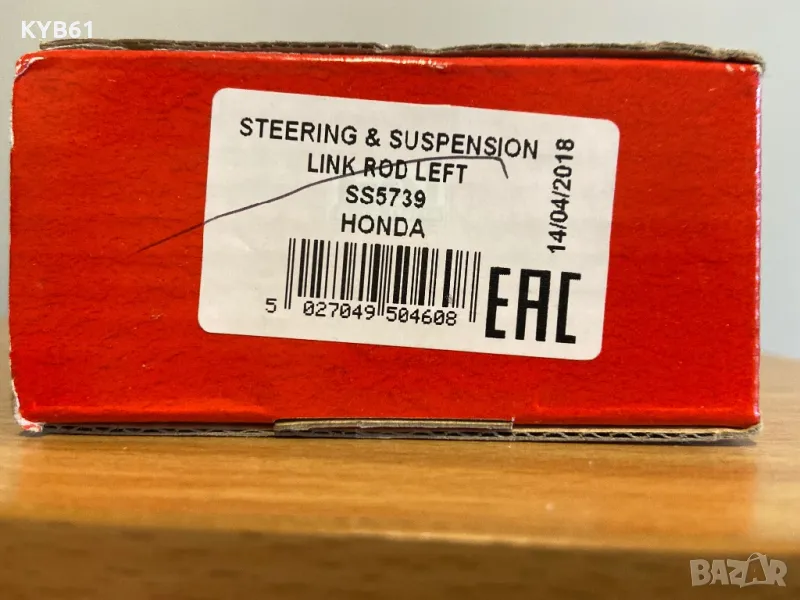 KYB61
STEERING & SUSPENSION
LINK ROD LEFT
SS5739
HONDA
14/04/2018
5 027049 504608
EAC
BAZAR